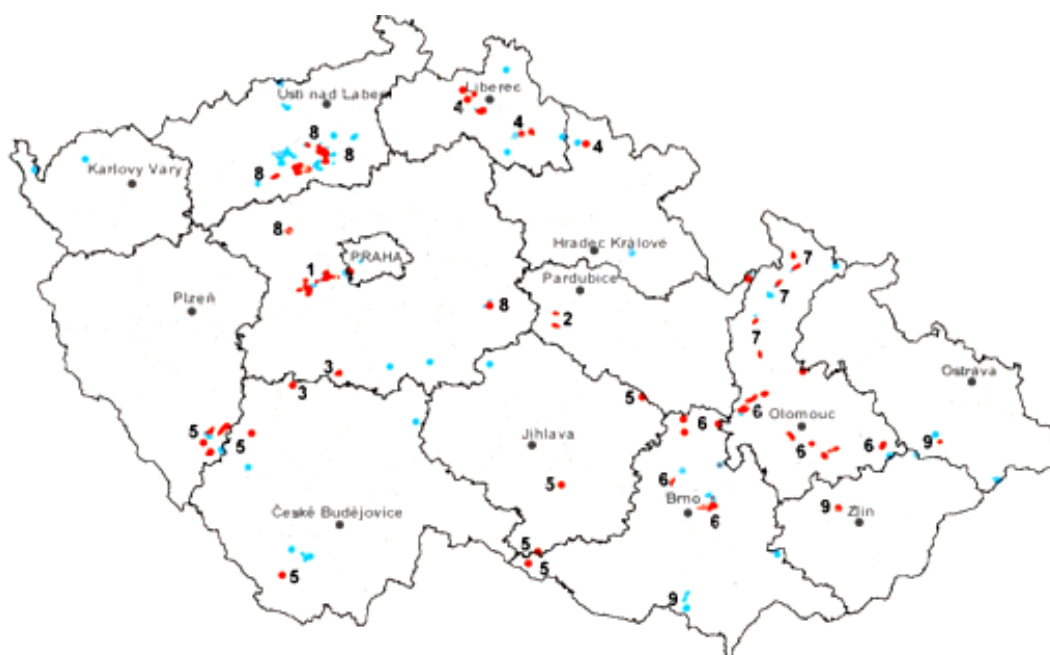 Liberec
Ústí nad Labem
4
4
4
8
8
8
Karlovy Vary
8
Hradec Králové
PRAHA
7
1
Pardubice
7
Plzeň
8
2
7
3
3
Ostrava
5
6
Olomouc
6
5
5
Jihlava
6
6
9
5
6
Brno
6
9
Zlín
České Budějovice
5
5
5
9